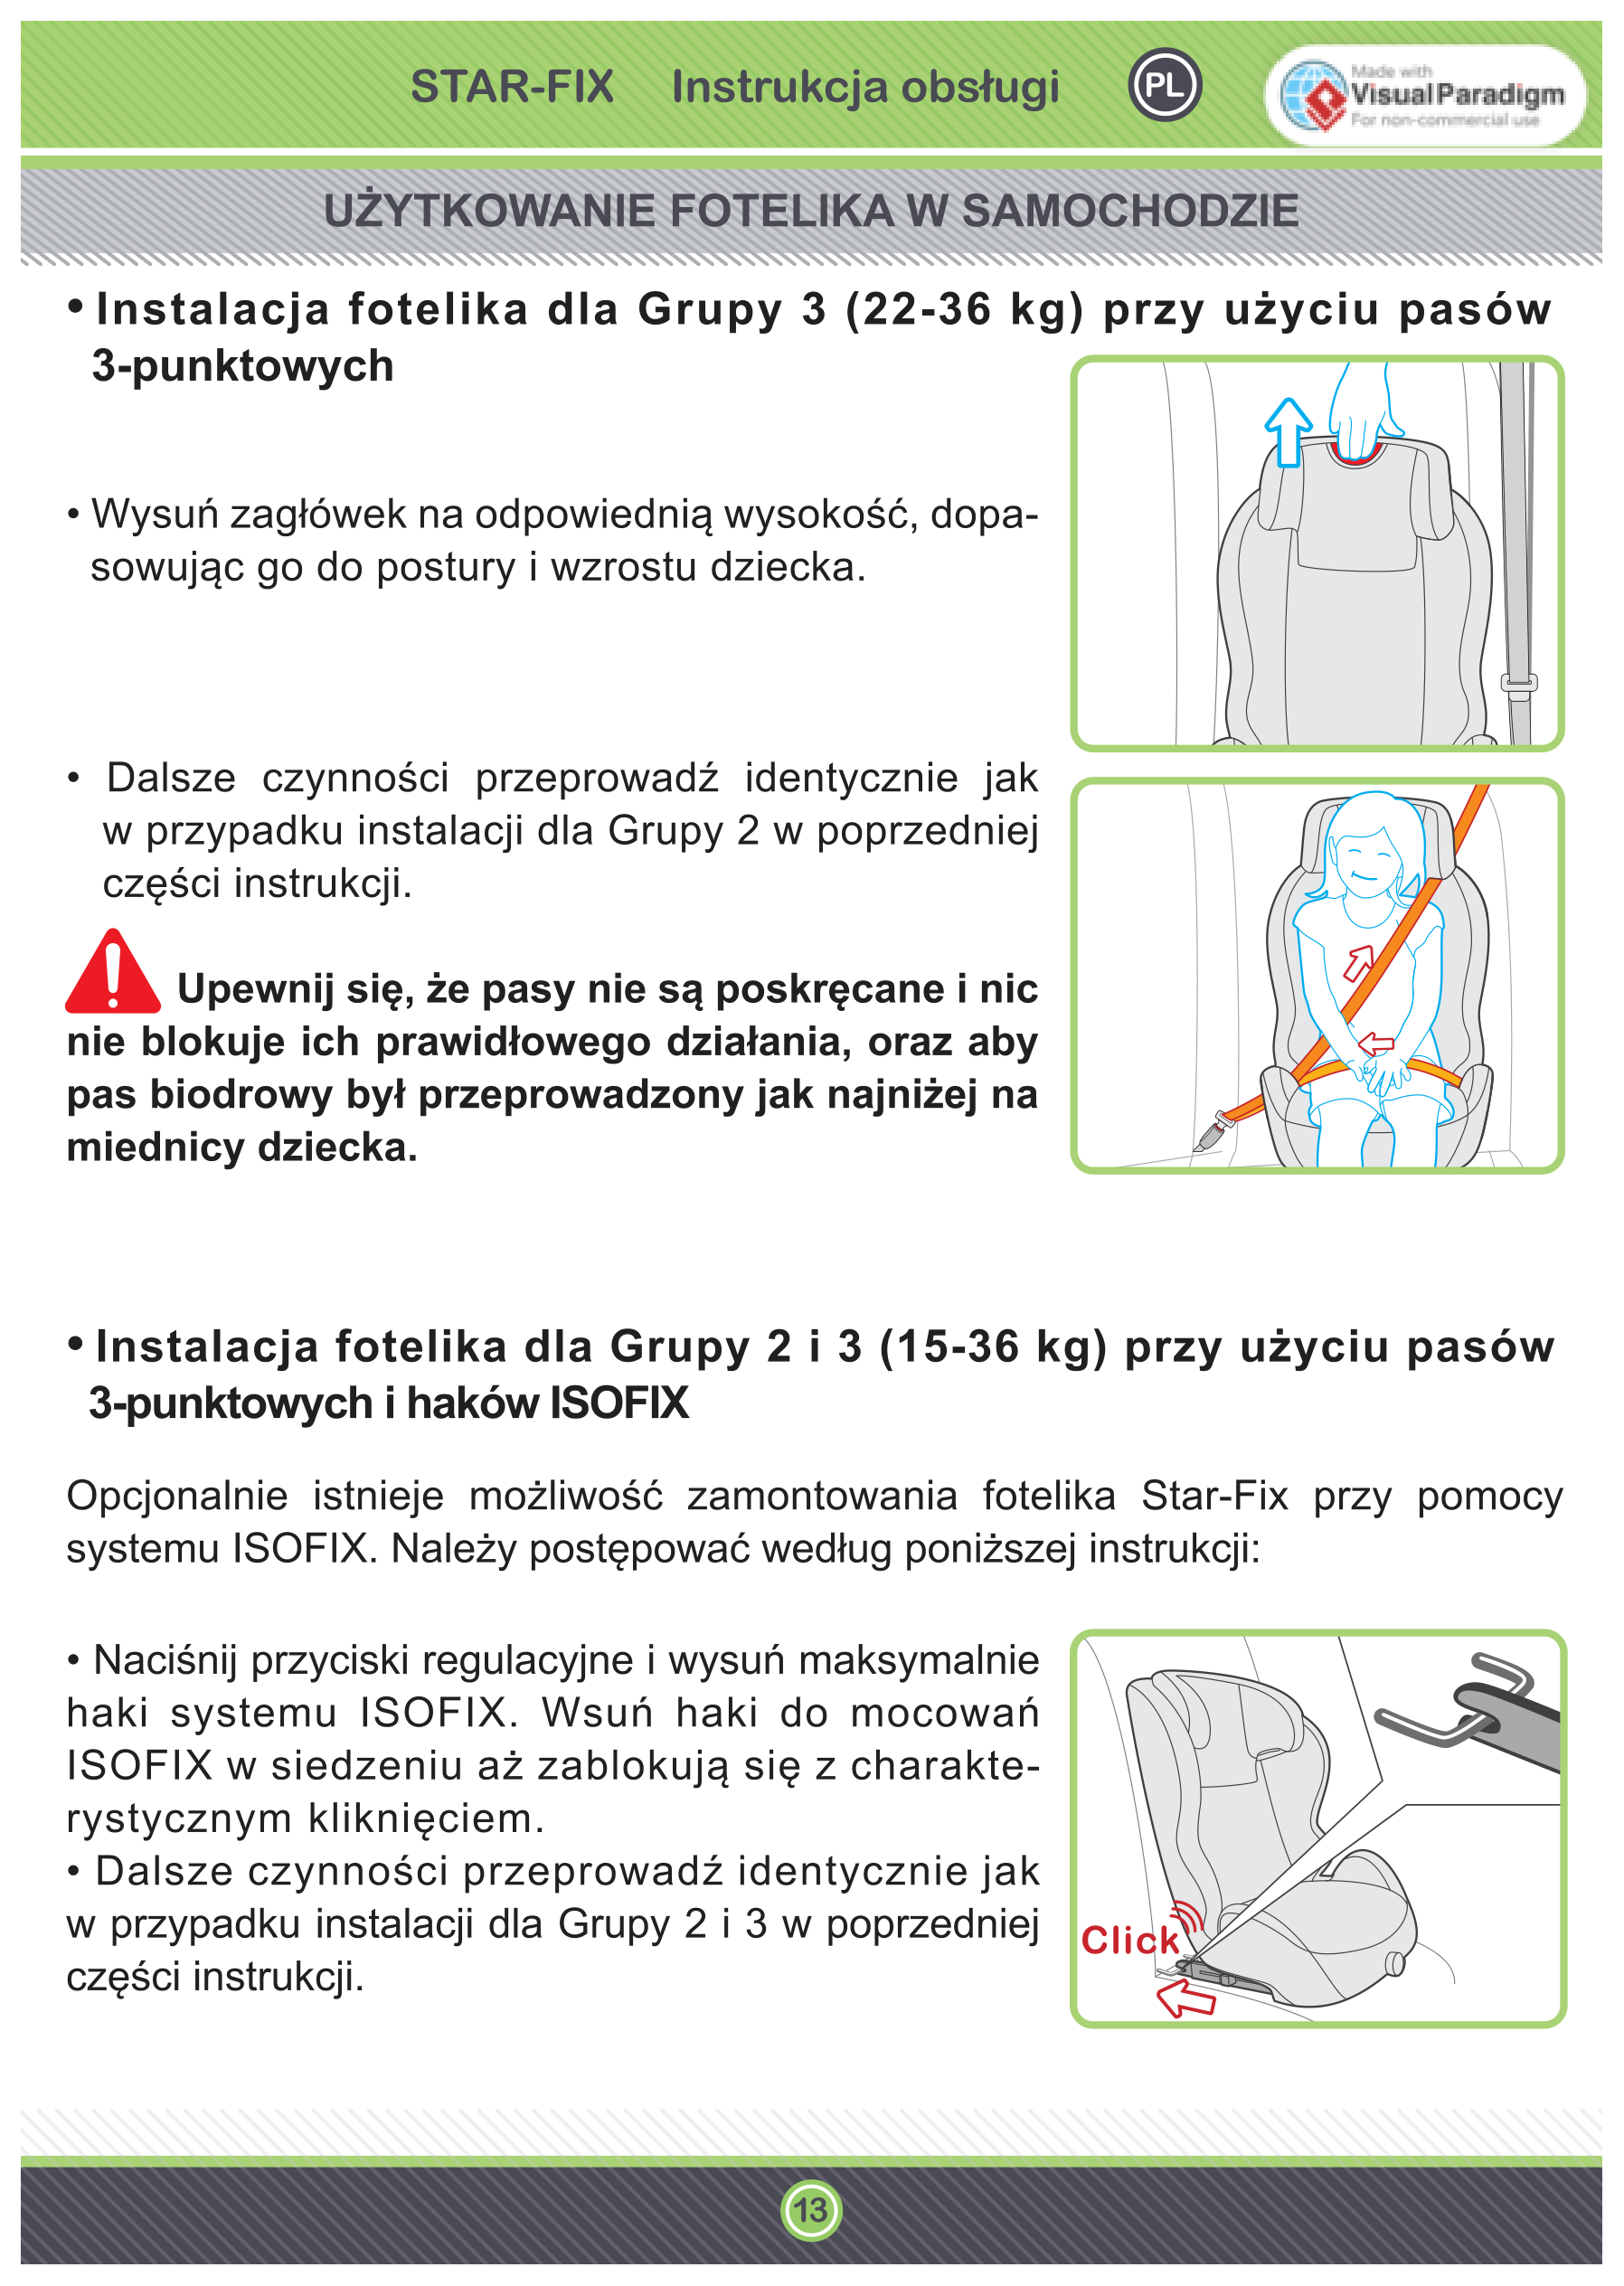 STAR-FIX Instrukcja obsługi PL
Made with
Visual Paradigm
For non-commercial use
UŻYTKOWANIE FOTELIKA W SAMOCHODZIE
• Instalacja fotelika dla Grupy 3 (22-36 kg) przy użyciu pasów
3-punktowych
• Wysuń zagłówek na odpowiednią wysokość, dopa-
sowując go do postury i wzrostu dziecka.
• Dalsze czynności przeprowadź identycznie jak
w przypadku instalacji dla Grupy 2 w poprzedniej
części instrukcji.
Upewnij się, że pasy nie są poskręcane i nic
nie blokuje ich prawidłowego działania, oraz aby
pas biodrowy był przeprowadzony jak najniżej na
miednicy dziecka.
• Instalacja fotelika dla Grupy 2 i 3 (15-36 kg) przy użyciu pasów
3-punktowych i haków ISOFIX
Opcjonalnie istnieje możliwość zamontowania fotelika Star-Fix przy pomocy
systemu ISOFIX. Należy postępować według poniższej instrukcji:
• Naciśnij przyciski regulacyjne i wysuń maksymalnie
haki systemu ISOFIX. Wsuń haki do mocowań
ISOFIX w siedzeniu aż zablokują się z charakte-
rystycznym kliknięciem.
• Dalsze czynności przeprowadź identycznie jak
w przypadku instalacji dla Grupy 2 i 3 w poprzedniej
części instrukcji.
Click
13